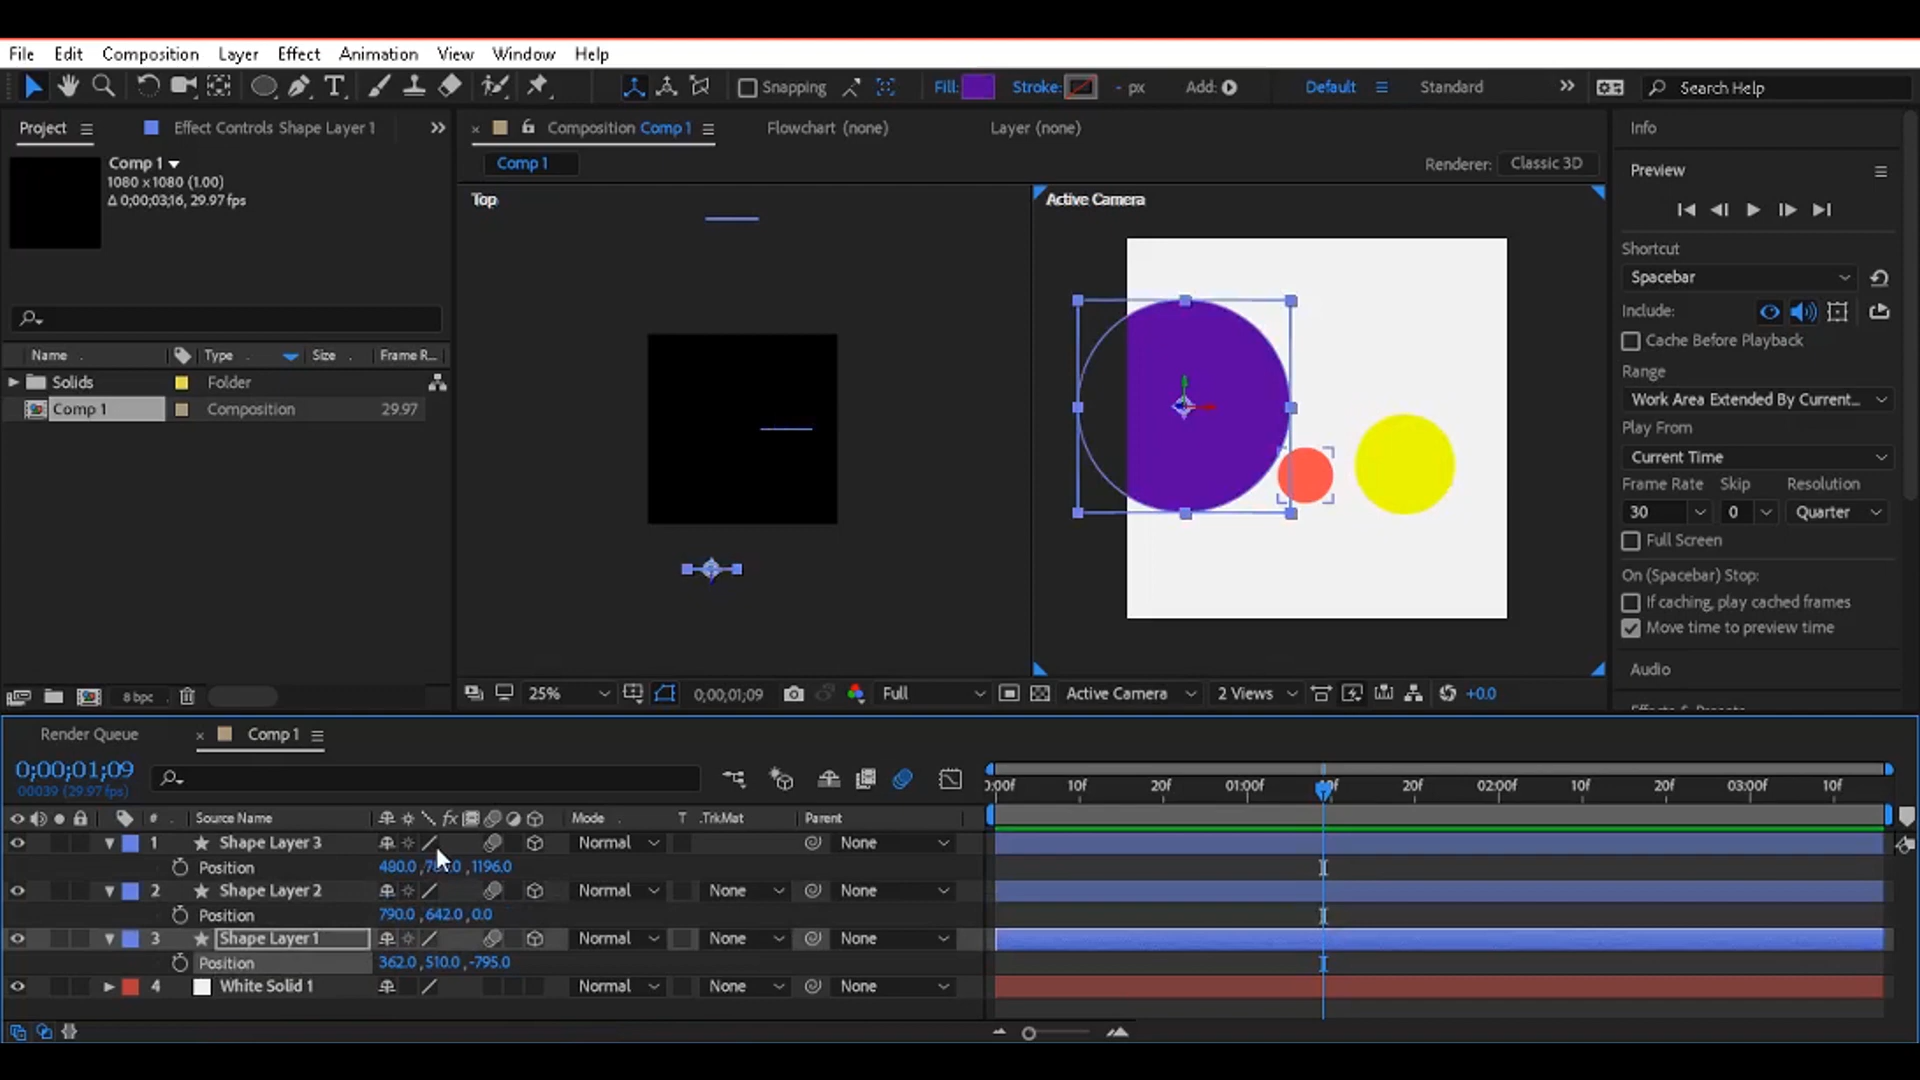 File Edit Composition Layer Effect Animation View Window Help
Snapping Fill: Stroke: - px Add: Default Standard Search Help
Project Effect Controls Shape Layer 1 Composition Comp 1 Flowchart (none) Layer (none) Info
Comp 1 Comp 1 Renderer: Classic 3D Preview
1080 x 1080 (1.00)
Δ 0;00;03;16, 29.97 fps
Top Active Camera
Shortcut
Spacebar
Include:
Cache Before Playback
Name Type Size Frame R...
Range
Solids Folder
Work Area Extended By Current...
Comp 1 Composition 29.97
Play From
Current Time
Frame Rate Skip Resolution
30 0 Quarter
Full Screen
On (Spacebar) Stop:
If caching, play cached frames
Move time to preview time
Audio
8 bpc 25% 0;00;01;09 Full Active Camera 2 Views +0.0
Render Queue Comp 1
0;00;01;09
00039 (29.97 fps)
10f 20f 01:00f 20f 02:00f 10f 20f 03:00f 10f
# Source Name fx Mode T .TrkMat Parent
1 Shape Layer 3 Normal None
Position 480.0, ,1196.0
2 Shape Layer 2 Normal None None
Position 790.0 ,642.0 ,0.0
3 Shape Layer 1 Normal None None
Position 362.0 ,510.0 ,-795.0
4 White Solid 1 Normal None None